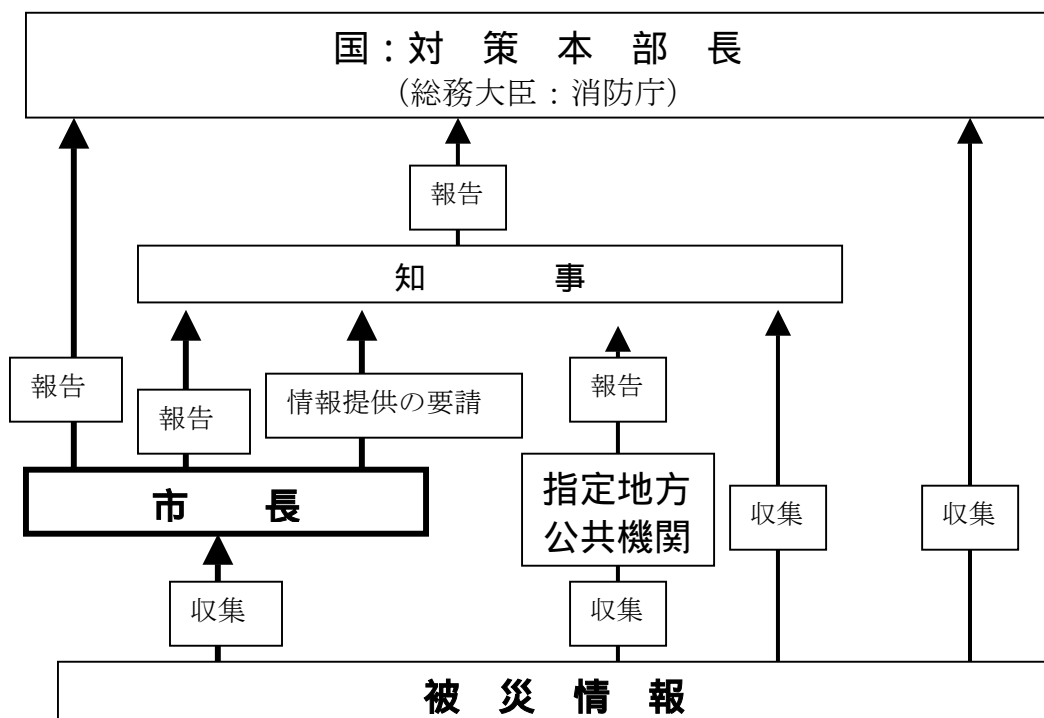 国：対 策 本 部 長
（総務大臣：消防庁）
報告
知 事
報告
報告
情報提供の要請
報告
市 長
指定地方
公共機関
収集
収集
収集
収集
被 災 情 報